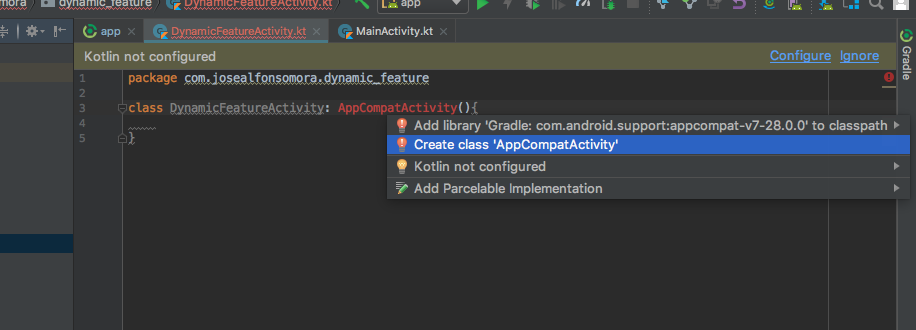 nomora dynamic_feature DynamicFeatureActivity.kt app
app DynamicFeatureActivity.kt MainActivity.kt
Kotlin not configured Configure Ignore
Gradle
1 package com.josealfonsomora.dynamic_feature
2
3 class DynamicFeatureActivity: AppCompatActivity(){
4
5 }
Add library 'Gradle: com.android.support:appcompat-v7-28.0.0' to classpath
Create class 'AppCompatActivity'
Kotlin not configured
Add Parcelable Implementation